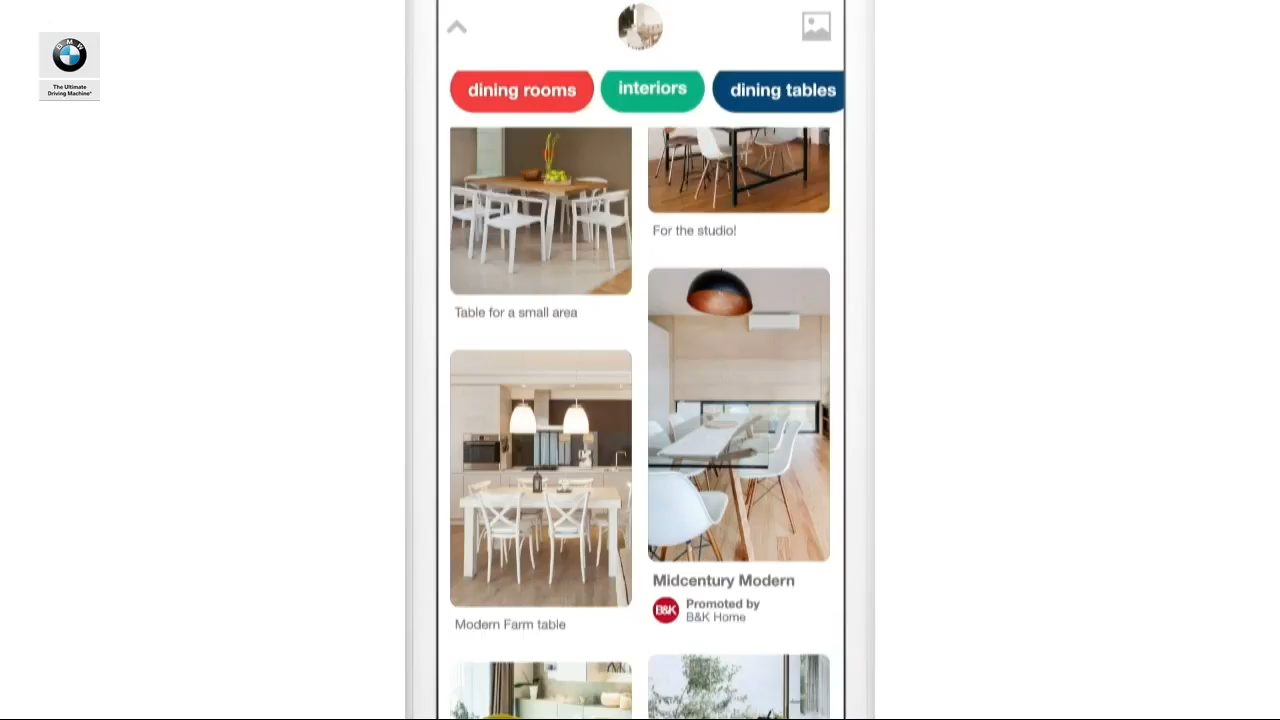 BMW
The Ultimate
Driving Machine®
dining rooms
interiors
dining tables
For the studio!
Table for a small area
Midcentury Modern
B&K
Promoted by
B&K Home
Modern Farm table